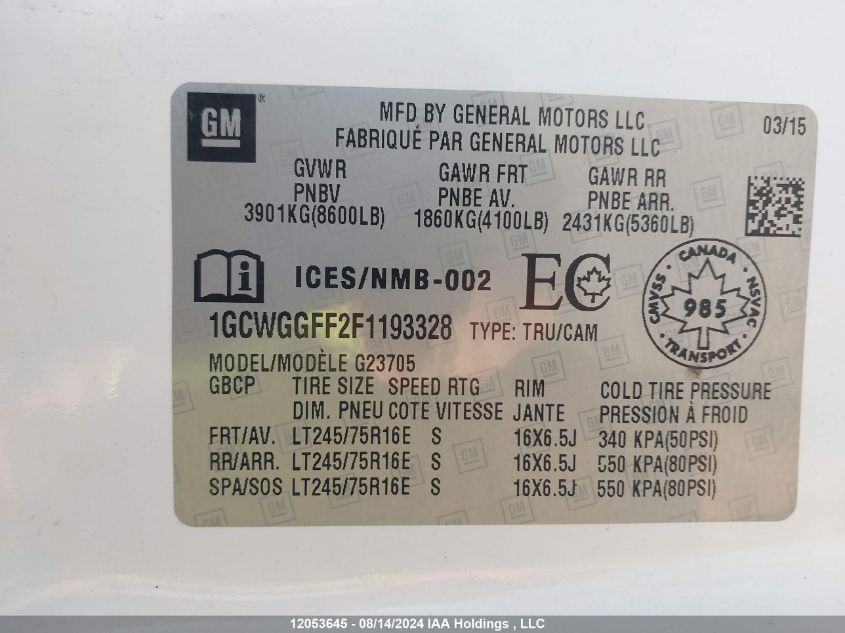 GM ®
MFD BY GENERAL MOTORS LLC
FABRIQUÉ PAR GENERAL MOTORS LLC
03/15
GVWR GAWR FRT GAWR RR
PNBV PNBE AV. PNBE ARR.
3901KG(8600LB) 1860KG(4100LB) 2431KG(5360LB)
i ICES/NMB-002 EC
CANADA
CMVSS 985 NSVAC
TRANSPORT
1GCWGGFF2F1193328 TYPE: TRU/CAM
MODEL/MODÈLE G23705
GBCP TIRE SIZE SPEED RTG RIM COLD TIRE PRESSURE
DIM. PNEU COTE VITESSE JANTE PRESSION À FROID
FRT/AV. LT245/75R16E S 16X6.5J 340 KPA(50PSI)
RR/ARR. LT245/75R16E S 16X6.5J 550 KPA(80PSI)
SPA/SOS LT245/75R16E S 16X6.5J 550 KPA(80PSI)
12053645 - 08/14/2024 IAA Holdings , LLC